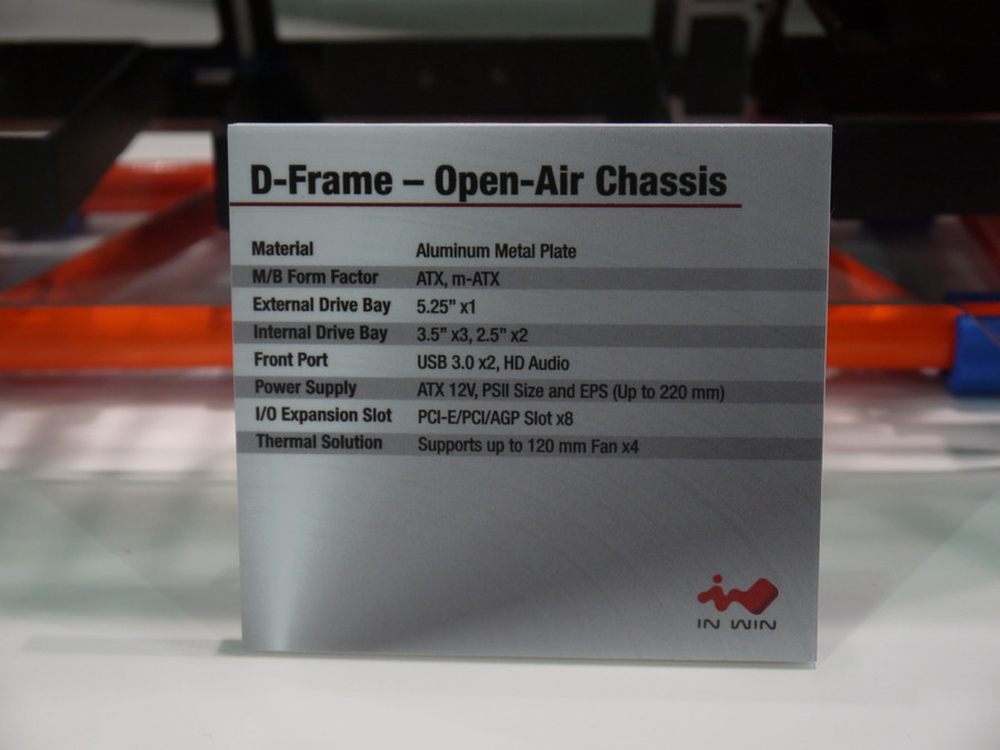 D-Frame – Open-Air Chassis
Material Aluminum Metal Plate
M/B Form Factor ATX, m-ATX
External Drive Bay 5.25” x1
Internal Drive Bay 3.5” x3, 2.5” x2
Front Port USB 3.0 x2, HD Audio
Power Supply ATX 12V, PSII Size and EPS (Up to 220 mm)
I/O Expansion Slot PCI-E/PCI/AGP Slot x8
Thermal Solution Supports up to 120 mm Fan x4
IN WIN